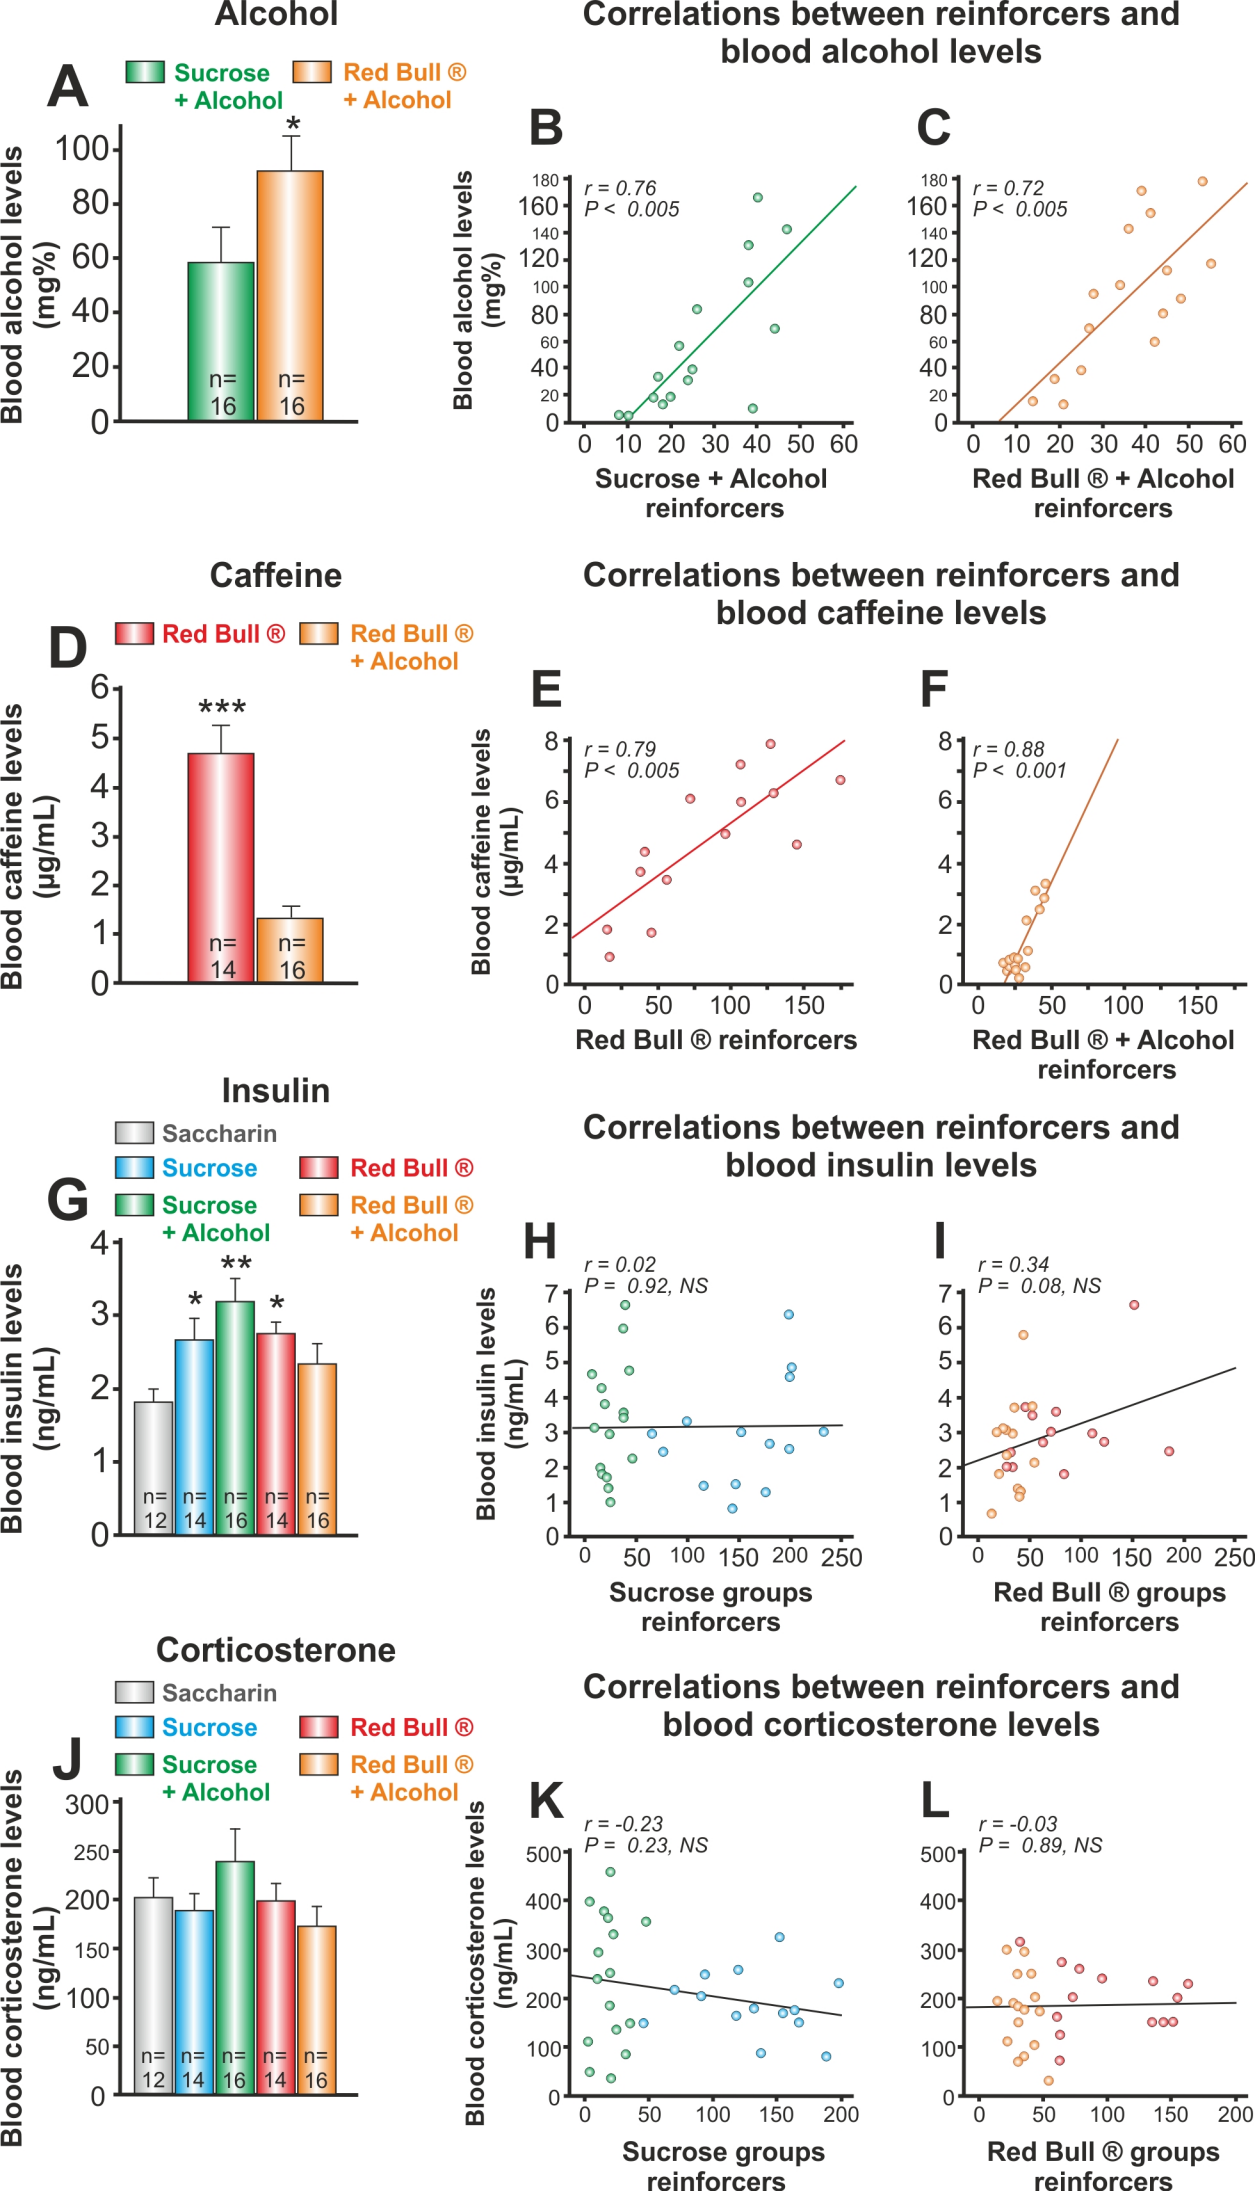 Alcohol
Correlations between reinforcers and
blood alcohol levels
A
Sucrose
+ Alcohol
Red Bull ®
+ Alcohol
*
Blood alcohol levels
(mg%)
100
80
60
40
20
0
n=
16
n=
16
B
r = 0.76
P < 0.005
Blood alcohol levels
(mg%)
180
160
140
120
100
80
60
40
20
0
0 10 20 30 40 50 60
Sucrose + Alcohol
reinforcers
C
r = 0.72
P < 0.005
180
160
140
120
100
80
60
40
20
0
0 10 20 30 40 50 60
Red Bull ® + Alcohol
reinforcers
Caffeine
Correlations between reinforcers and
blood caffeine levels
D
Red Bull ®
Red Bull ®
+ Alcohol
***
Blood caffeine levels
(µg/mL)
6
5
4
3
2
1
0
n=
14
n=
16
E
r = 0.79
P < 0.005
Blood caffeine levels
(µg/mL)
8
6
4
2
0
0 50 100 150
Red Bull ® reinforcers
F
r = 0.88
P < 0.001
8
6
4
2
0
0 50 100 150
Red Bull ® + Alcohol
reinforcers
Insulin
Correlations between reinforcers and
blood insulin levels
G
Saccharin
Sucrose
Red Bull ®
Sucrose
+ Alcohol
Red Bull ®
+ Alcohol
* ** *
Blood insulin levels
(ng/mL)
4
3
2
1
0
n=
12
n=
14
n=
16
n=
14
n=
16
H
r = 0.02
P = 0.92, NS
Blood insulin levels
(ng/mL)
7
6
5
4
3
2
1
0
0 50 100 150 200 250
Sucrose groups
reinforcers
I
r = 0.34
P = 0.08, NS
7
6
5
4
3
2
1
0
0 50 100 150 200 250
Red Bull ® groups
reinforcers
Corticosterone
Correlations between reinforcers and
blood corticosterone levels
J
Saccharin
Sucrose
Red Bull ®
Sucrose
+ Alcohol
Red Bull ®
+ Alcohol
Blood corticosterone levels
(ng/mL)
300
250
200
150
100
50
0
n=
12
n=
14
n=
16
n=
14
n=
16
K
r = -0.23
P = 0.23, NS
Blood corticosterone levels
(ng/mL)
500
400
300
200
100
0
0 50 100 150 200
Sucrose groups
reinforcers
L
r = -0.03
P = 0.89, NS
500
400
300
200
100
0
0 50 100 150 200
Red Bull ® groups
reinforcers